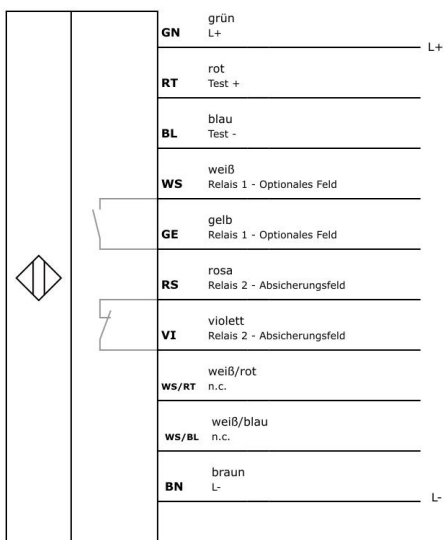 grün
GN L+
L+
rot
RT Test +
blau
BL Test -
weiß
WS Relais 1 - Optionales Feld
gelb
GE Relais 1 - Optionales Feld
rosa
RS Relais 2 - Absicherungsfeld
violett
VI Relais 2 - Absicherungsfeld
weiß/rot
WS/RT n.c.
weiß/blau
WS/BL n.c.
braun
BN L-
L-